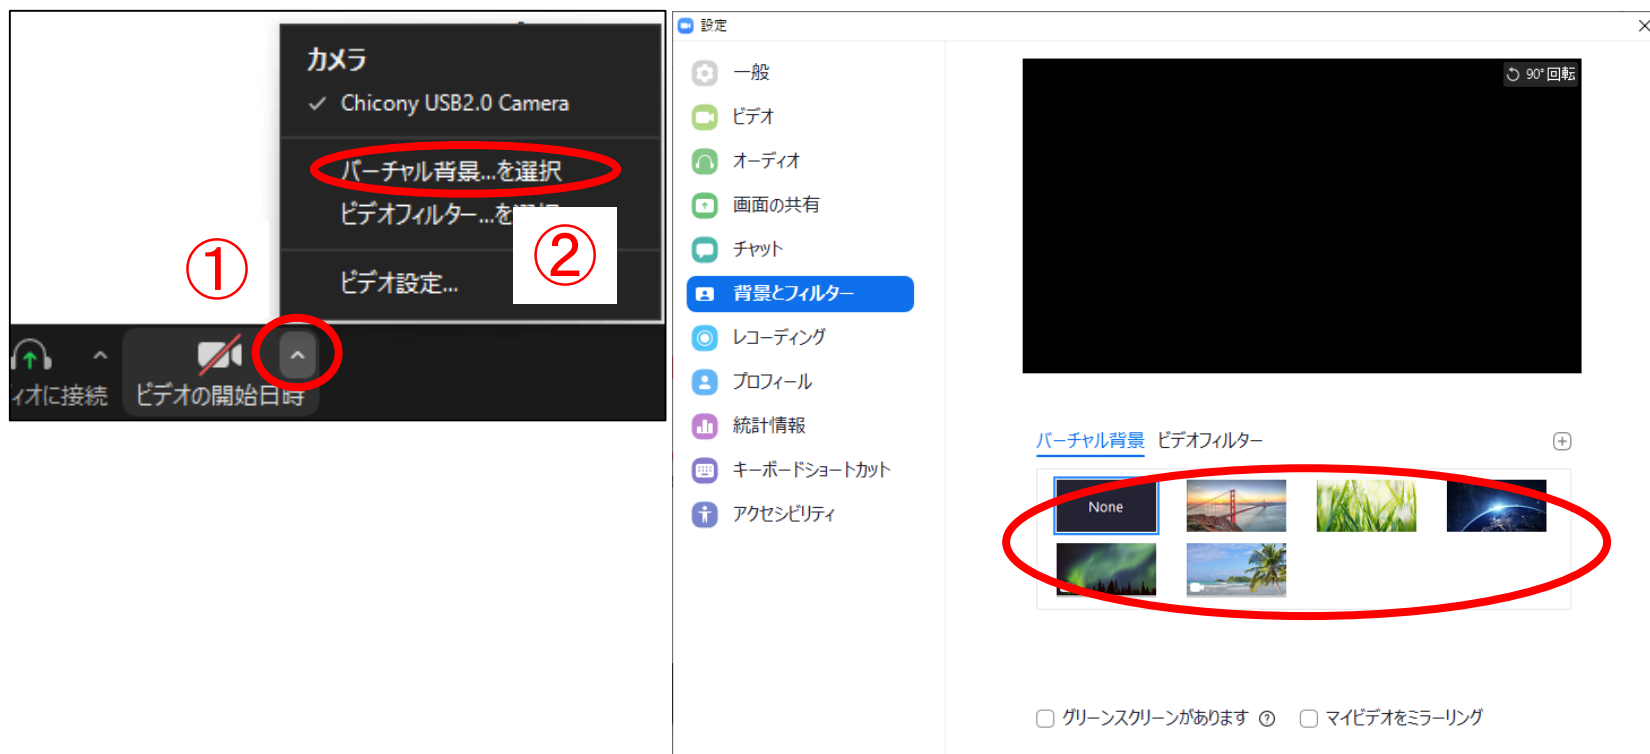 カメラ
Chicony USB2.0 Camera
バーチャル背景...を選択
ビデオフィルター...を
ビデオ設定...
①
②
ィオに接続
ビデオの開始日時
設定
一般
ビデオ
オーディオ
画面の共有
チャット
背景とフィルター
レコーディング
プロフィール
統計情報
キーボードショートカット
アクセシビリティ
90°回転
バーチャル背景 ビデオフィルター
None
グリーンスクリーンがあります マイビデオをミラーリング